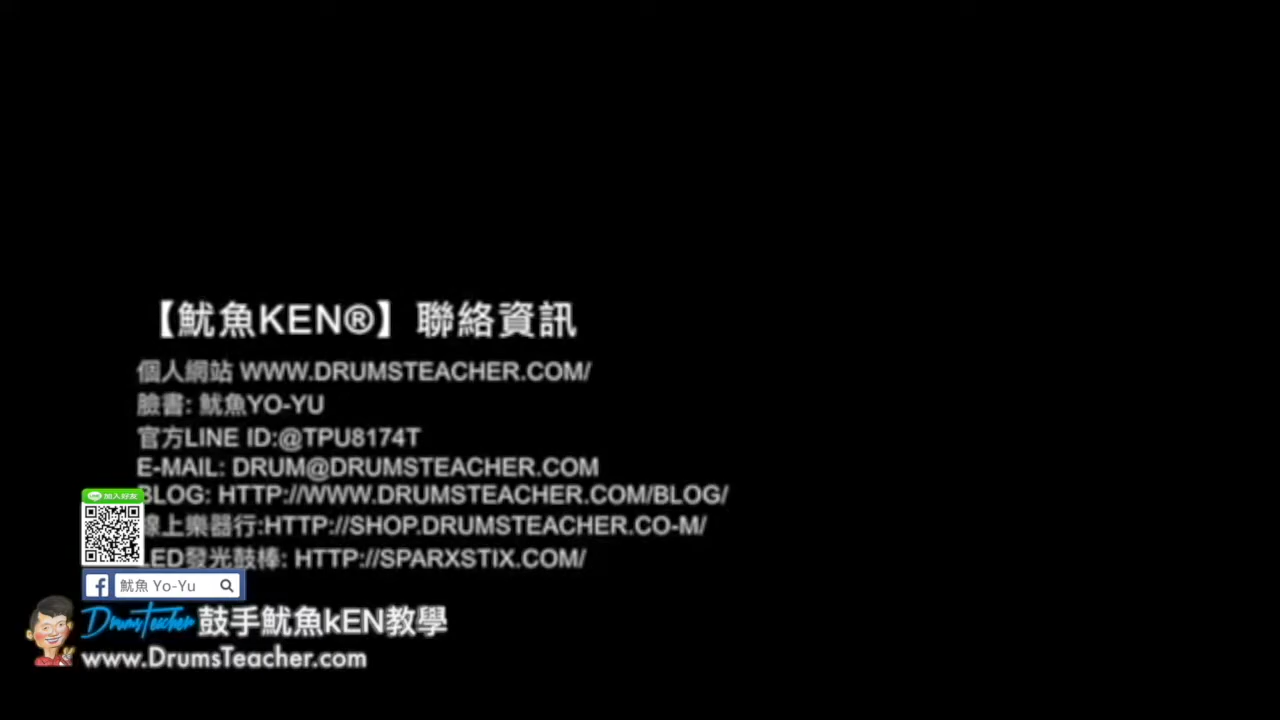 【魷魚KEN®】聯絡資訊
個人網站 WWW.DRUMSTEACHER.COM/
臉書: 魷魚YO-YU
官方LINE ID:@TPU8174T
E-MAIL: DRUM@DRUMSTEACHER.COM
BLOG: HTTP://WWW.DRUMSTEACHER.COM/BLOG/
線上樂器行:HTTP://SHOP.DRUMSTEACHER.CO-M/
LED發光鼓棒: HTTP://SPARXSTIX.COM/
LINE 加入好友
f 魷魚 Yo-Yu
DrumsTeacher 鼓手魷魚kEN教學
www.DrumsTeacher.com